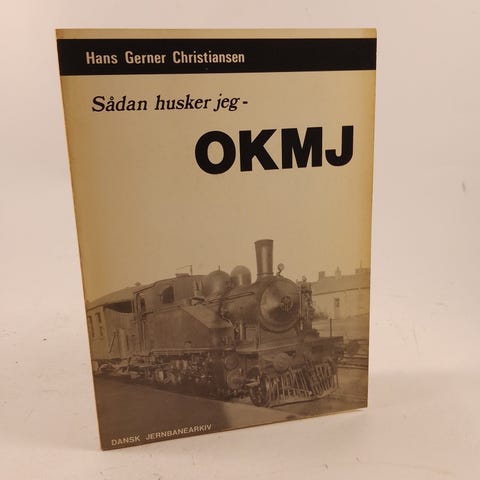 Hans Gerner Christiansen
Sådan husker jeg -
OKMJ
DANSK JERNBANEARKIV